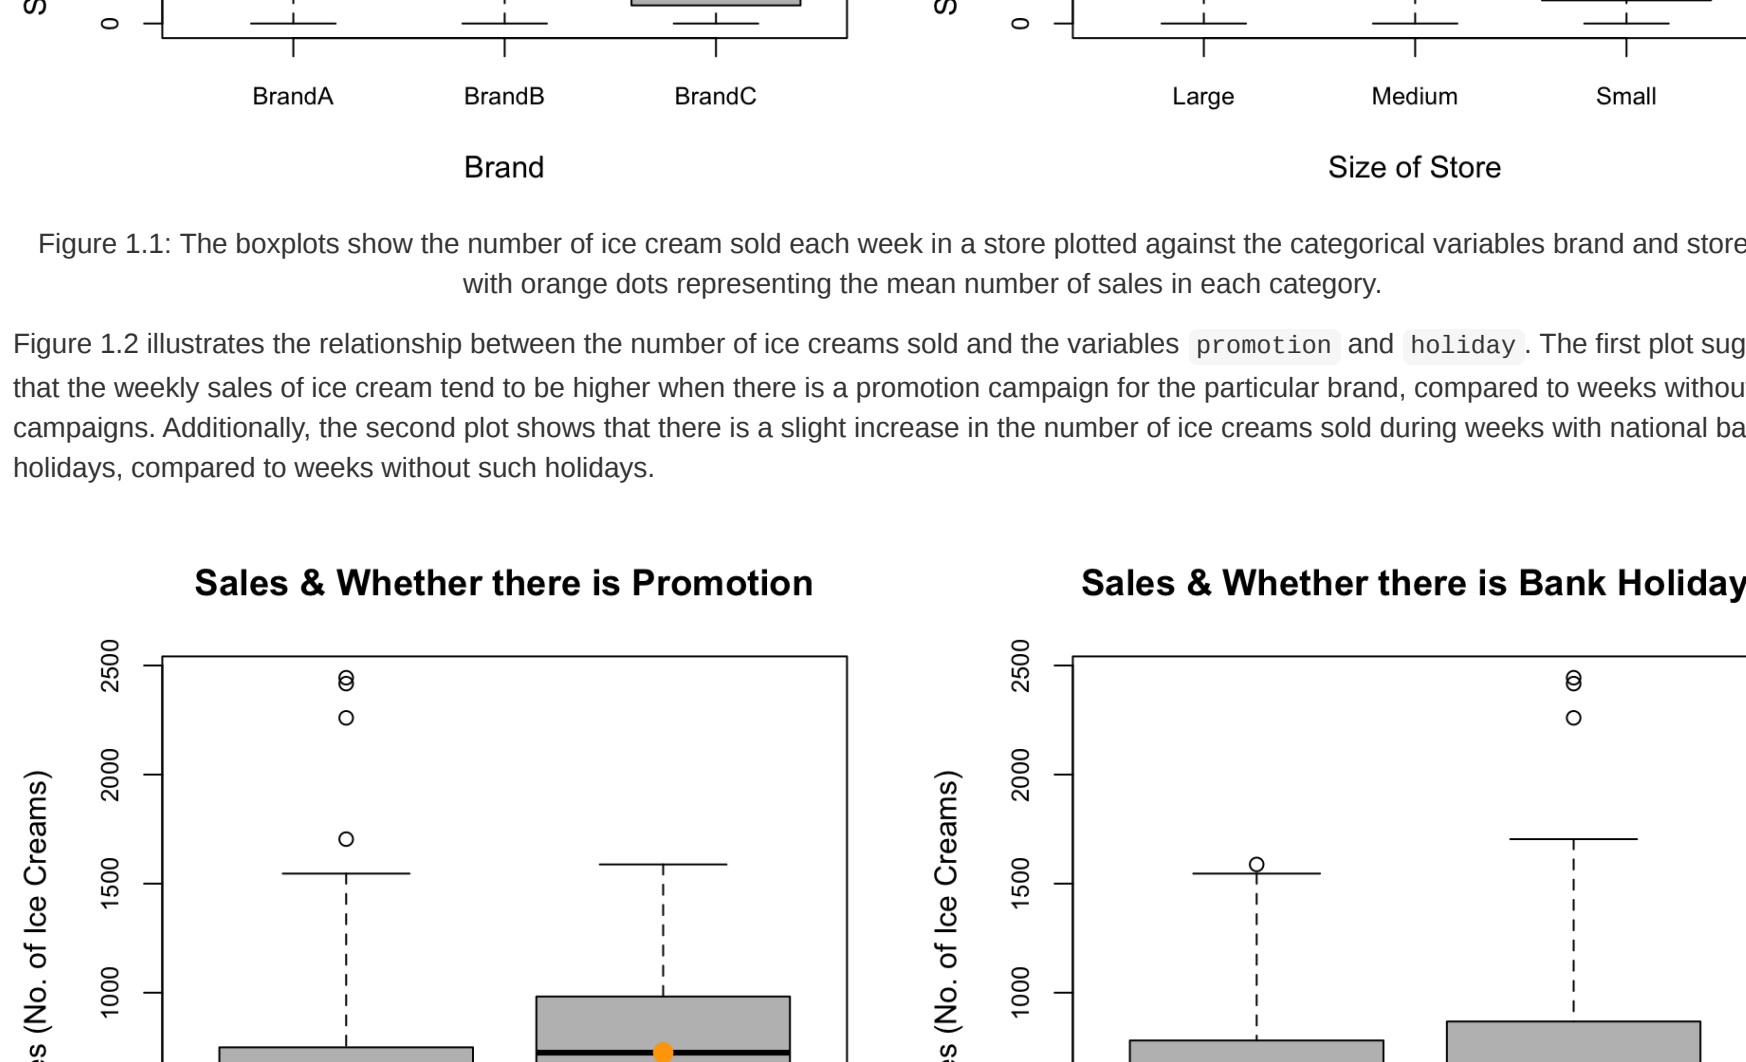 S
0
S
0
BrandA
BrandB
BrandC
Large
Medium
Small
Brand
Size of Store
Figure 1.1: The boxplots show the number of ice cream sold each week in a store plotted against the categorical variables brand and store
with orange dots representing the mean number of sales in each category.
Figure 1.2 illustrates the relationship between the number of ice creams sold and the variables promotion and holiday. The first plot sug
that the weekly sales of ice cream tend to be higher when there is a promotion campaign for the particular brand, compared to weeks without
campaigns. Additionally, the second plot shows that there is a slight increase in the number of ice creams sold during weeks with national ba
holidays, compared to weeks without such holidays.
Sales & Whether there is Promotion
Sales & Whether there is Bank Holiday
2500
2000
1500
1000
es (No. of Ice Creams)
2500
2000
1500
1000
es (No. of Ice Creams)